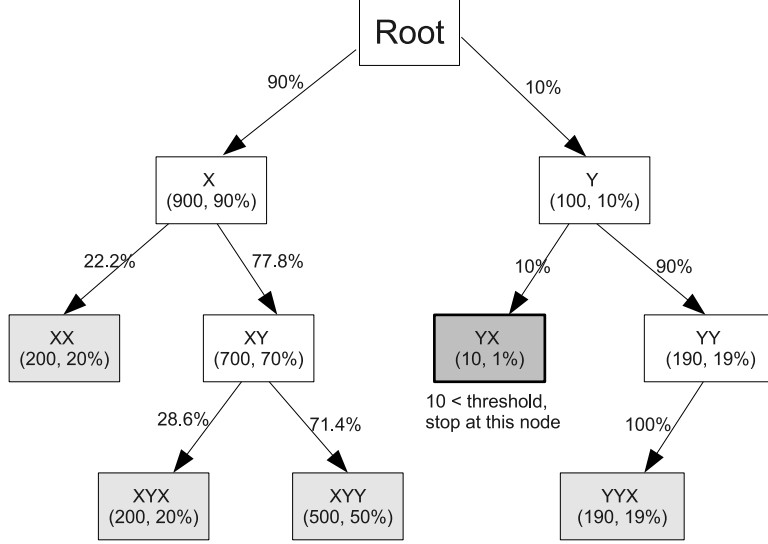 Root
90%
10%
X
(900, 90%)
Y
(100, 10%)
22.2%
77.8%
10%
90%
XX
(200, 20%)
XY
(700, 70%)
YX
(10, 1%)
YY
(190, 19%)
10 < threshold,
stop at this node
28.6%
71.4%
100%
XYX
(200, 20%)
XYY
(500, 50%)
YYX
(190, 19%)